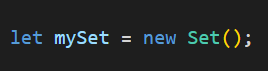 let mySet = new Set();